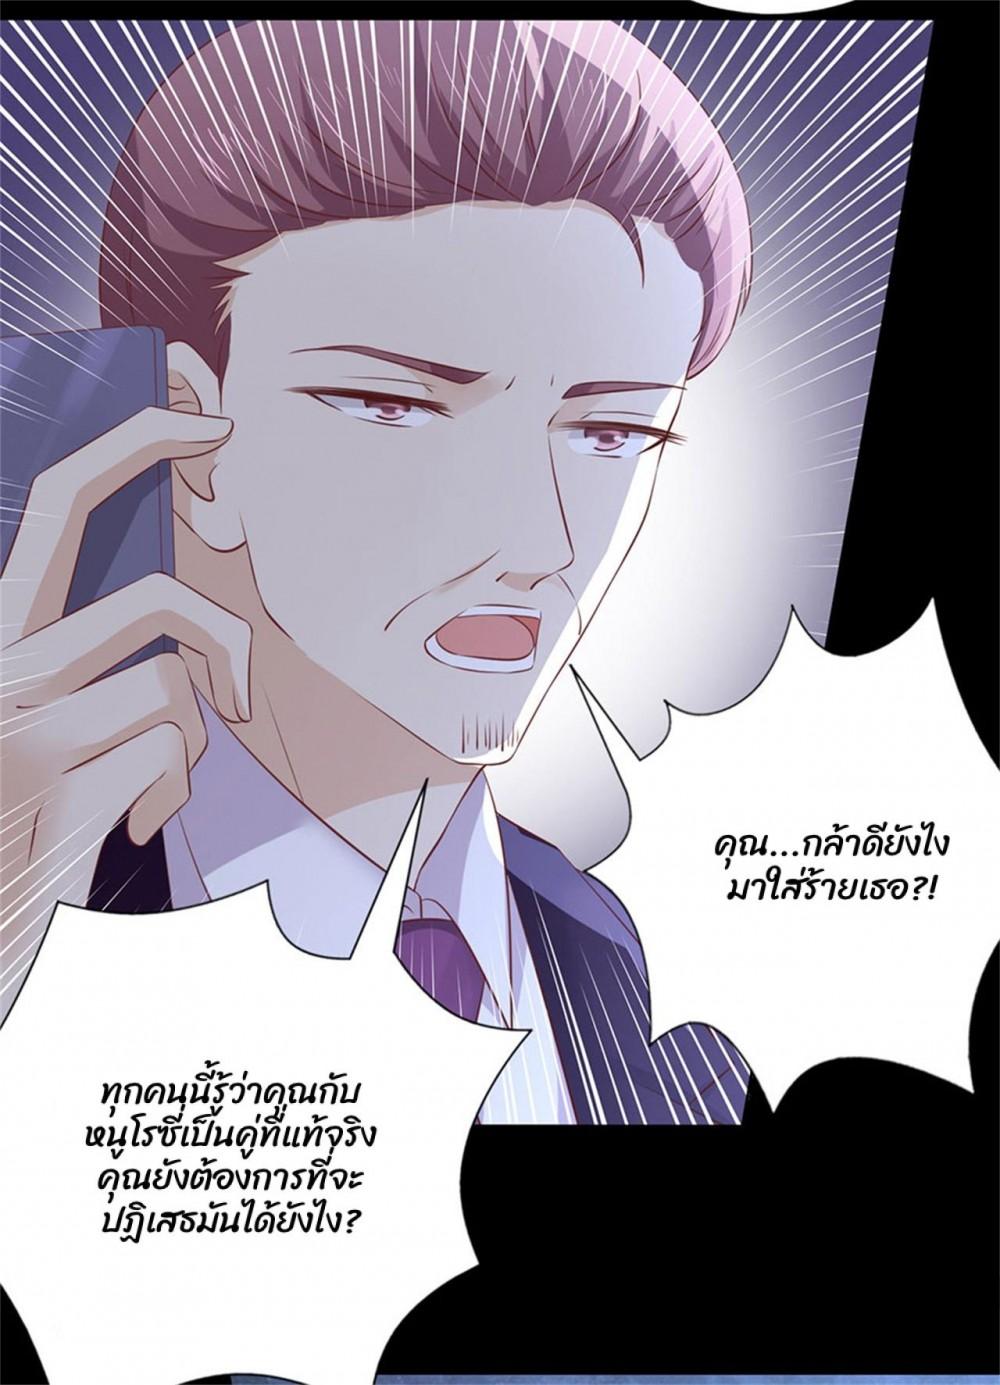 คุณ...กล้าดียังไง
มาใส่ร้ายเธอ?!
ทุกคนนี้รู้ว่าคุณกับ
หนูโรซี่เป็นคู่ที่แท้จริง
คุณยังต้องการที่จะ
ปฏิเสธมันได้ยังไง?